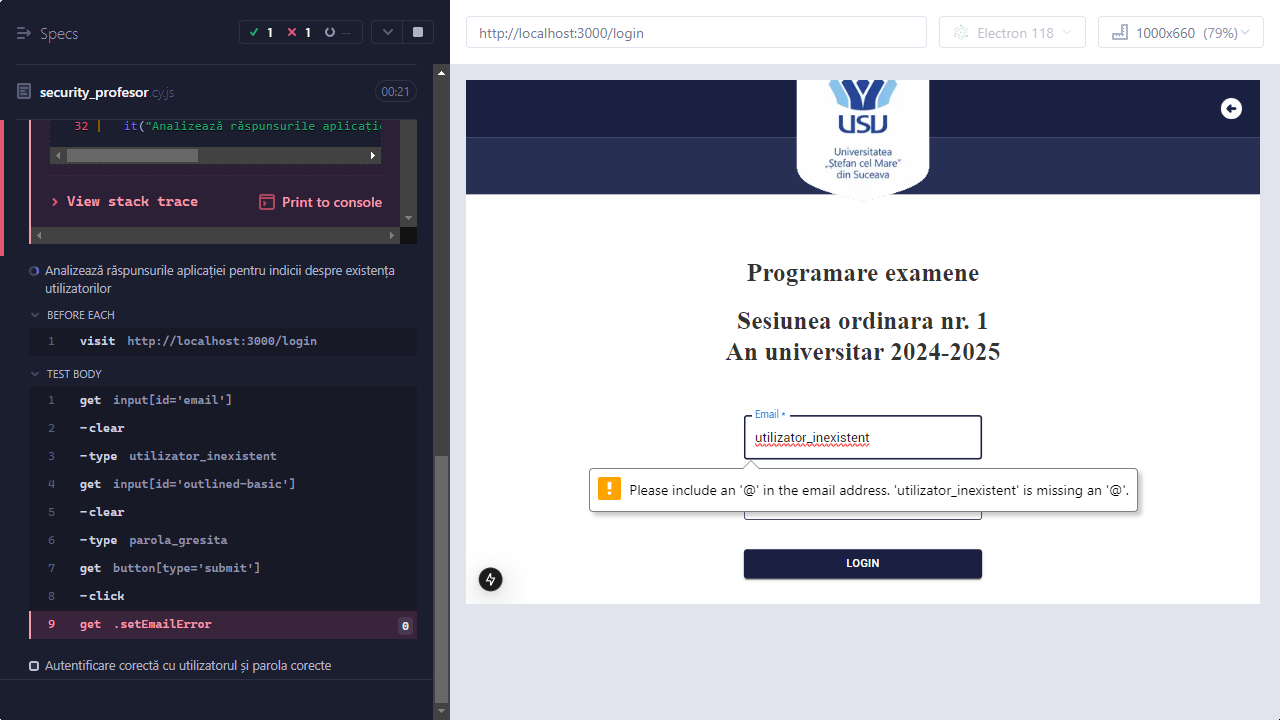 Specs
1
1
--
security_profesor.cy.js
00:21
32 | it("Analizează răspunsurile aplicați
View stack trace
Print to console
Analizează răspunsurile aplicației pentru indicii despre existența
utilizatorilor
BEFORE EACH
1 visit http://localhost:3000/login
TEST BODY
1 get input[id='email']
2 -clear
3 -type utilizator_inexistent
4 get input[id='outlined-basic']
5 -clear
6 -type parola_gresita
7 get button[type='submit']
8 -click
9 get .setEmailError 0
Autentificare corectă cu utilizatorul și parola corecte
http://localhost:3000/login
Electron 118
1000x660 (79%)
USU
Universitatea
„Ștefan cel Mare”
din Suceava
Programare examene
Sesiunea ordinara nr. 1
An universitar 2024-2025
Email *
utilizator_inexistent
Please include an '@' in the email address. 'utilizator_inexistent' is missing an '@'.
LOGIN